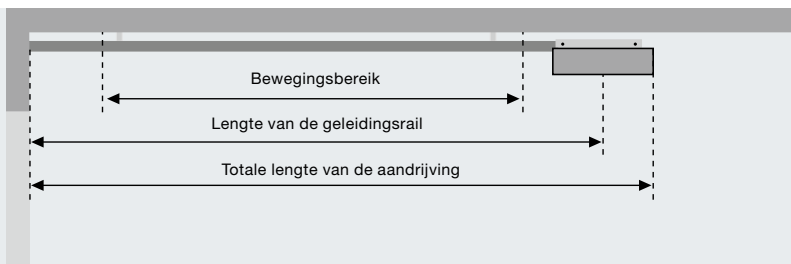 Bewegingsbereik
Lengte van de geleidingsrail
Totale lengte van de aandrijving